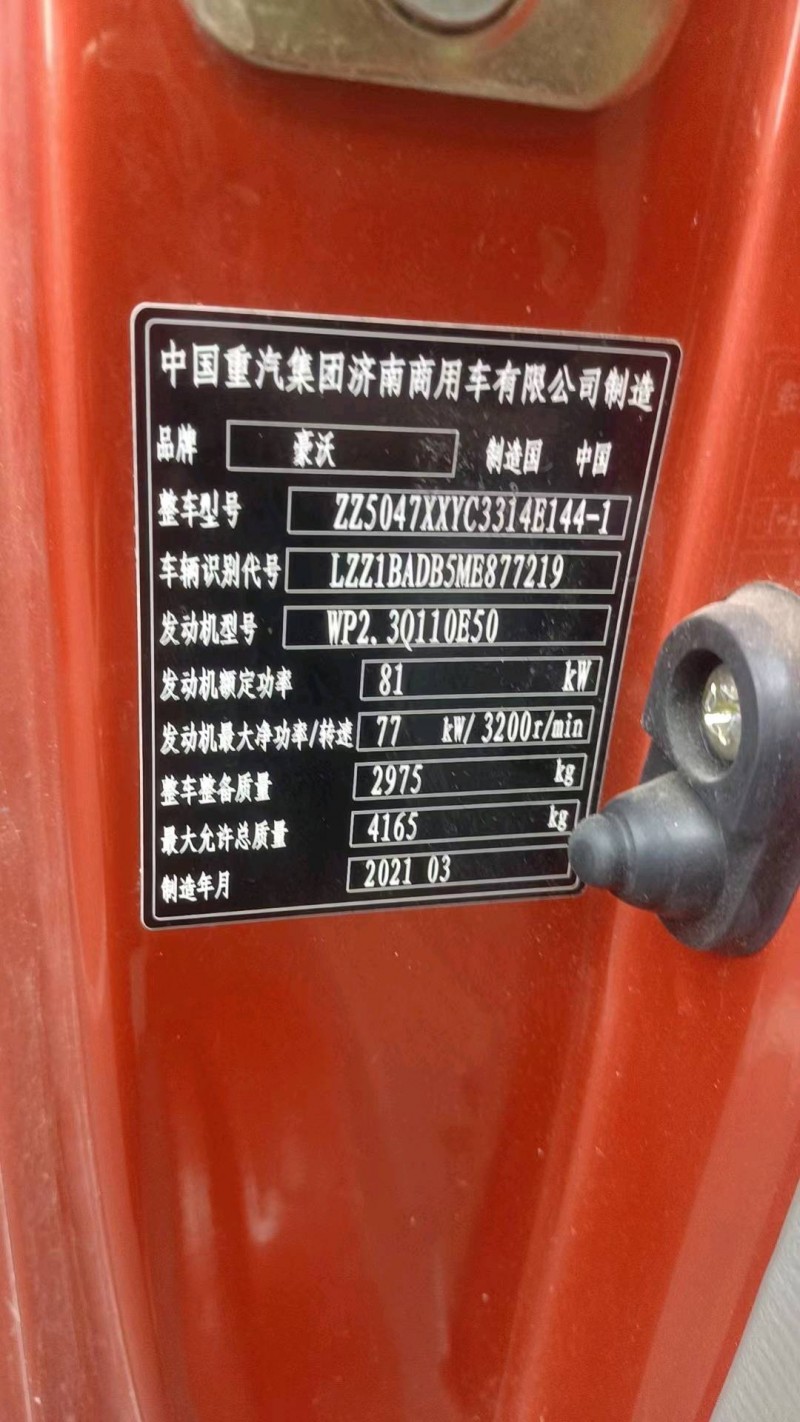 中国重汽集团济南商用车有限公司制造
品牌 豪沃 制造国 中国
整车型号 ZZ5047XXYC3314E144-1
车辆识别代号 LZZ1BADB5ME877219
发动机型号 WP2.3Q110E50
发动机额定功率 81 kW
发动机最大净功率/转速 77 kW/3200r/min
整车整备质量 2975 kg
最大允许总质量 4165 kg
制造年月 2021 03